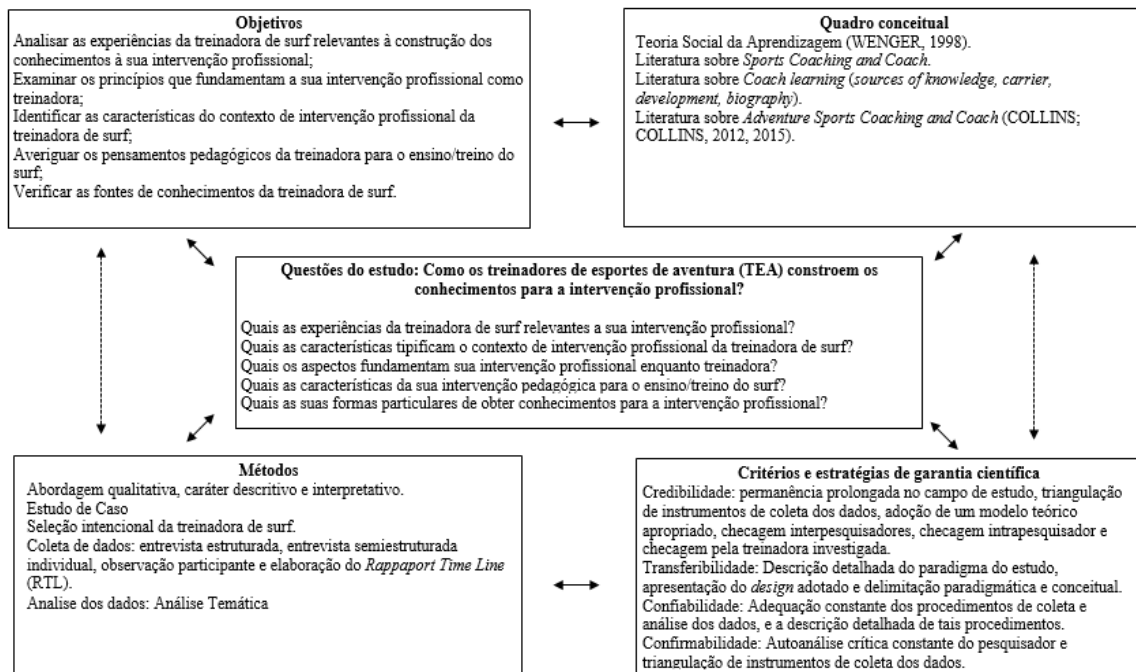 Objetivos
Analisar as experiências da treinadora de surf relevantes à construção dos
conhecimentos à sua intervenção profissional;
Examinar os princípios que fundamentam a sua intervenção profissional como
treinadora;
Identificar as características do contexto de intervenção profissional da
treinadora de surf;
Averiguar os pensamentos pedagógicos da treinadora para o ensino/treino do
surf;
Verificar as fontes de conhecimentos da treinadora de surf.
Quadro conceitual
Teoria Social da Aprendizagem (WENGER, 1998).
Literatura sobre Sports Coaching and Coach.
Literatura sobre Coach learning (sources of knowledge, carrier,
development, biography).
Literatura sobre Adventure Sports Coaching and Coach (COLLINS;
COLLINS, 2012, 2015).
Questões do estudo: Como os treinadores de esportes de aventura (TEA) constroem os
conhecimentos para a intervenção profissional?
Quais as experiências da treinadora de surf relevantes a sua intervenção profissional?
Quais as características tipificam o contexto de intervenção profissional da treinadora de surf?
Quais os aspectos fundamentam sua intervenção profissional enquanto treinadora?
Quais as características da sua intervenção pedagógica para o ensino/treino do surf?
Quais as suas formas particulares de obter conhecimentos para a intervenção profissional?
Métodos
Abordagem qualitativa, caráter descritivo e interpretativo.
Estudo de Caso
Seleção intencional da treinadora de surf.
Coleta de dados: entrevista estruturada, entrevista semiestruturada
individual, observação participante e elaboração do Rappaport Time Line
(RTL).
Analise dos dados: Análise Temática
Critérios e estratégias de garantia científica
Credibilidade: permanência prolongada no campo de estudo, triangulação
de instrumentos de coleta dos dados, adoção de um modelo teórico
apropriado, checagem interpesquisadores, checagem intrapesquisador e
checagem pela treinadora investigada.
Transferibilidade: Descrição detalhada do paradigma do estudo,
apresentação do design adotado e delimitação paradigmática e conceitual.
Confiabilidade: Adequação constante dos procedimentos de coleta e
análise dos dados, e a descrição detalhada de tais procedimentos.
Confirmabilidade: Autoanálise crítica constante do pesquisador e
triangulação de instrumentos de coleta dos dados.